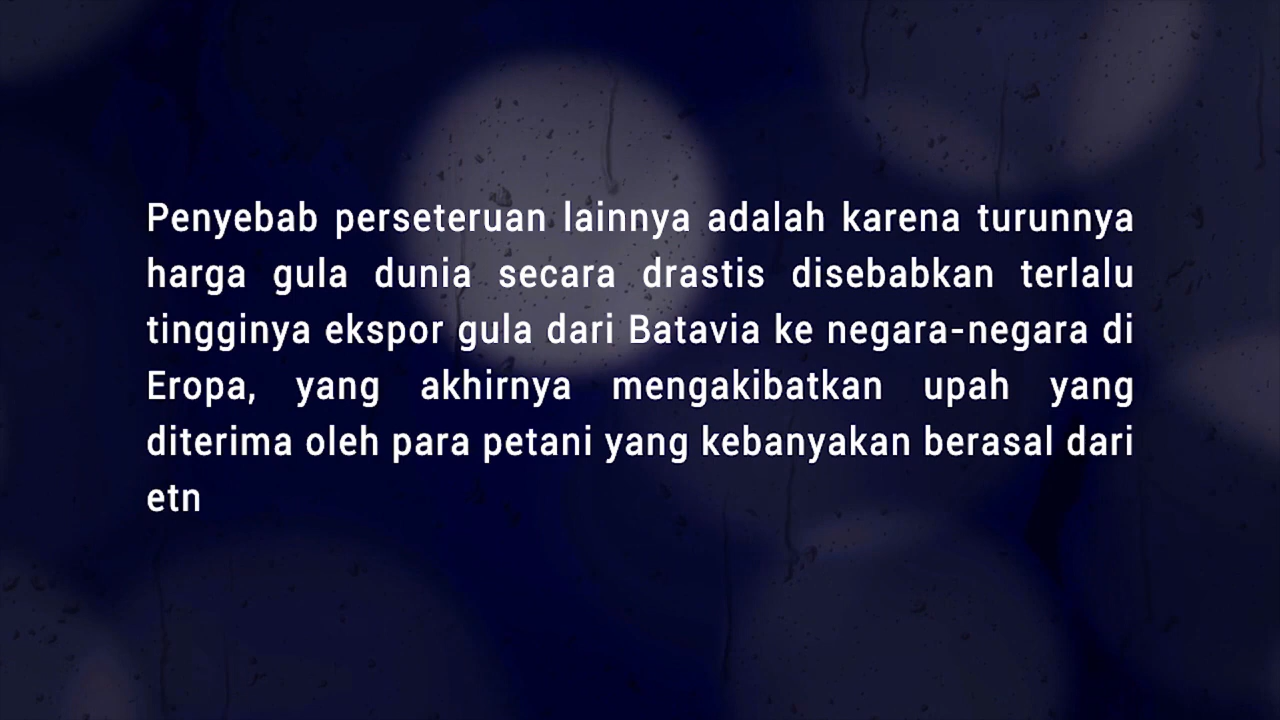 Penyebab perseteruan lainnya adalah karena turunnya
harga gula dunia secara drastis disebabkan terlalu
tingginya ekspor gula dari Batavia ke negara-negara di
Eropa, yang akhirnya mengakibatkan upah yang
diterima oleh para petani yang kebanyakan berasal dari
etn